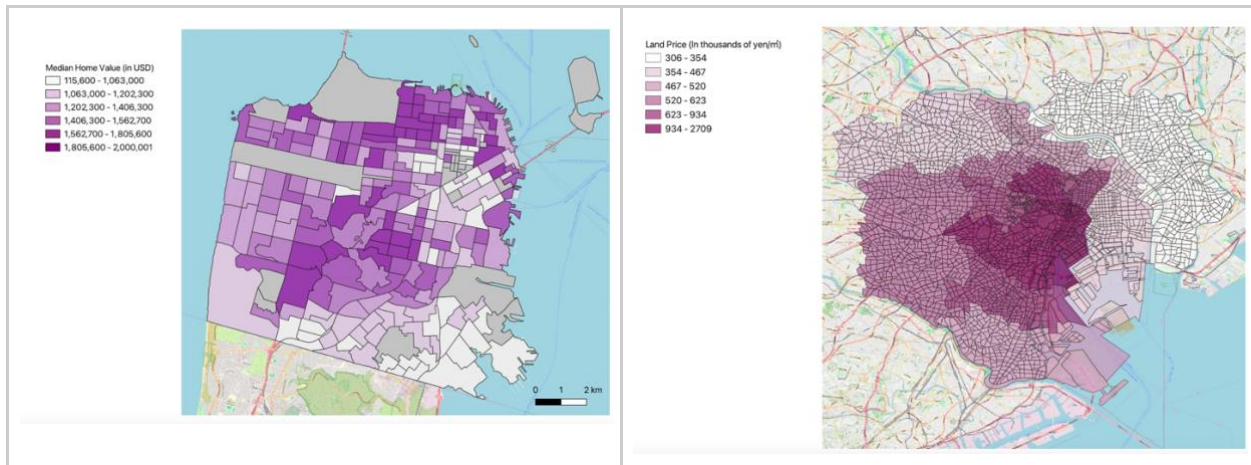 Median Home Value (in USD)
115,600 - 1,063,000
1,063,000 - 1,202,300
1,202,300 - 1,406,300
1,406,300 - 1,562,700
1,562,700 - 1,805,600
1,805,600 - 2,000,001
0 1 2 km
Land Price (In thousands of yen/㎡)
306 - 354
354 - 467
467 - 520
520 - 623
623 - 934
934 - 2709